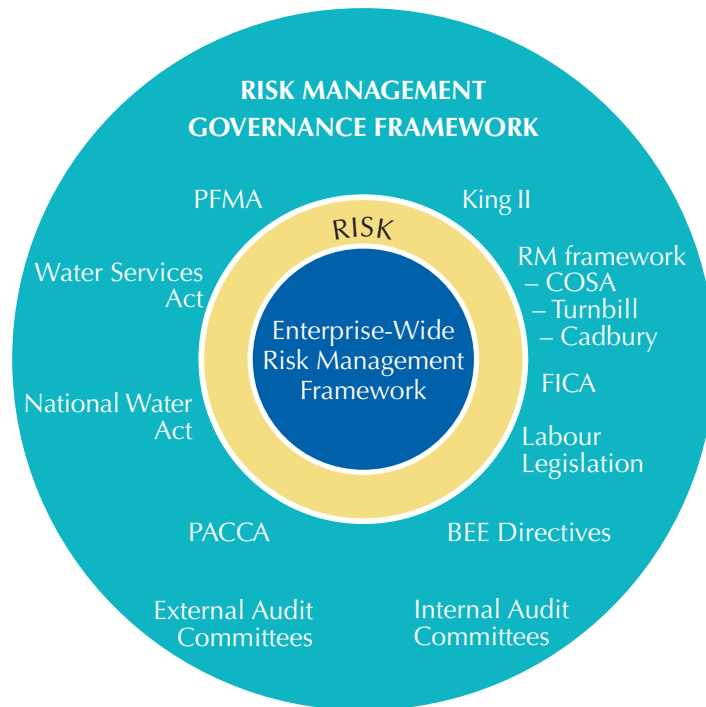 RISK MANAGEMENT
GOVERNANCE FRAMEWORK
PFMA
King II
RISK
RM framework
– COSA
– Turnbill
– Cadbury
Water Services
Act
Enterprise-Wide
Risk Management
Framework
FICA
National Water
Act
Labour
Legislation
PACCA
BEE Directives
External Audit
Committees
Internal Audit
Committees